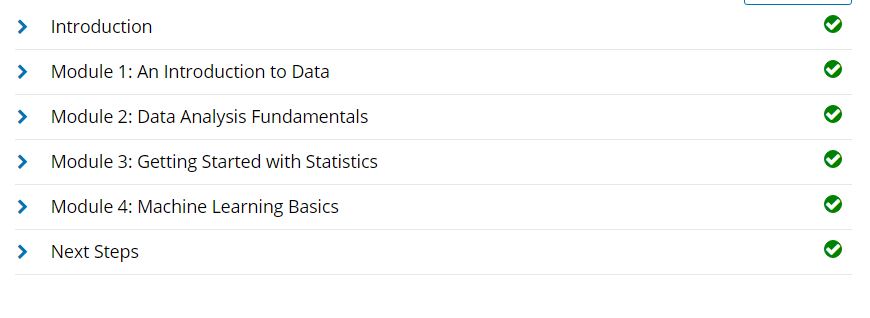 Introduction
Module 1: An Introduction to Data
Module 2: Data Analysis Fundamentals
Module 3: Getting Started with Statistics
Module 4: Machine Learning Basics
Next Steps